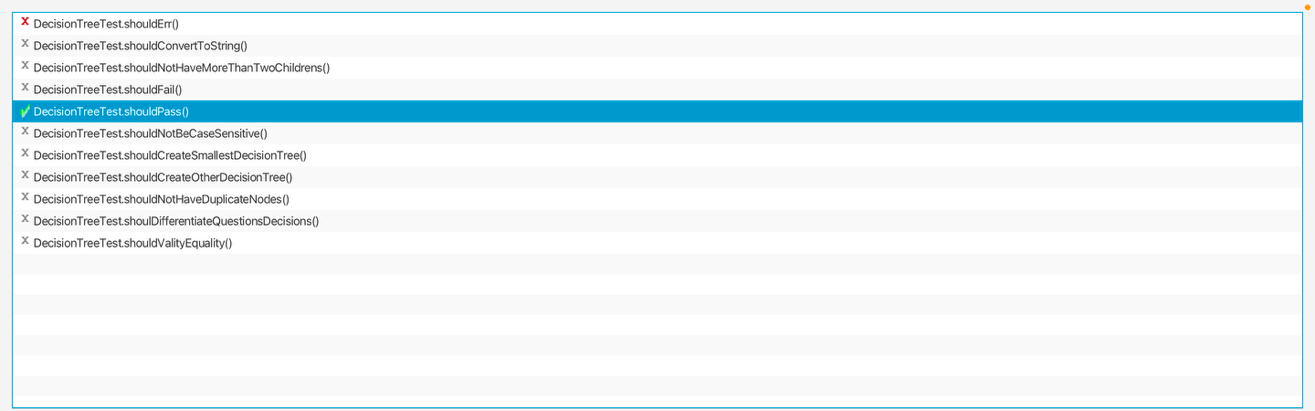 x DecisionTreeTest.shouldErr()
x DecisionTreeTest.shouldConvertToString()
x DecisionTreeTest.shouldNotHaveMoreThanTwoChildrens()
x DecisionTreeTest.shouldFail()
✓ DecisionTreeTest.shouldPass()
x DecisionTreeTest.shouldNotBeCaseSensitive()
x DecisionTreeTest.shouldCreateSmallestDecisionTree()
x DecisionTreeTest.shouldCreateOtherDecisionTree()
x DecisionTreeTest.shouldNotHaveDuplicateNodes()
x DecisionTreeTest.shoulDifferentiateQuestionsDecisions()
x DecisionTreeTest.shouldValityEquality()